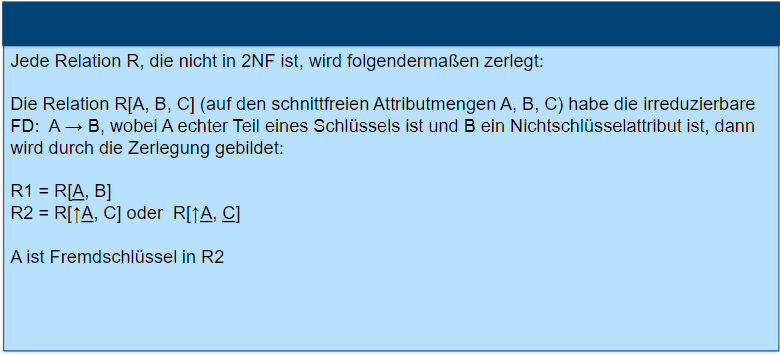 Jede Relation R, die nicht in 2NF ist, wird folgendermaßen zerlegt:
Die Relation R[A, B, C] (auf den schnittfreien Attributmengen A, B, C) habe die irreduzierbare
FD: A → B, wobei A echter Teil eines Schlüssels ist und B ein Nichtschlüsselattribut ist, dann
wird durch die Zerlegung gebildet:
R1 = R[A, B]
R2 = R[↑A, C] oder R[↑A, C]
A ist Fremdschlüssel in R2